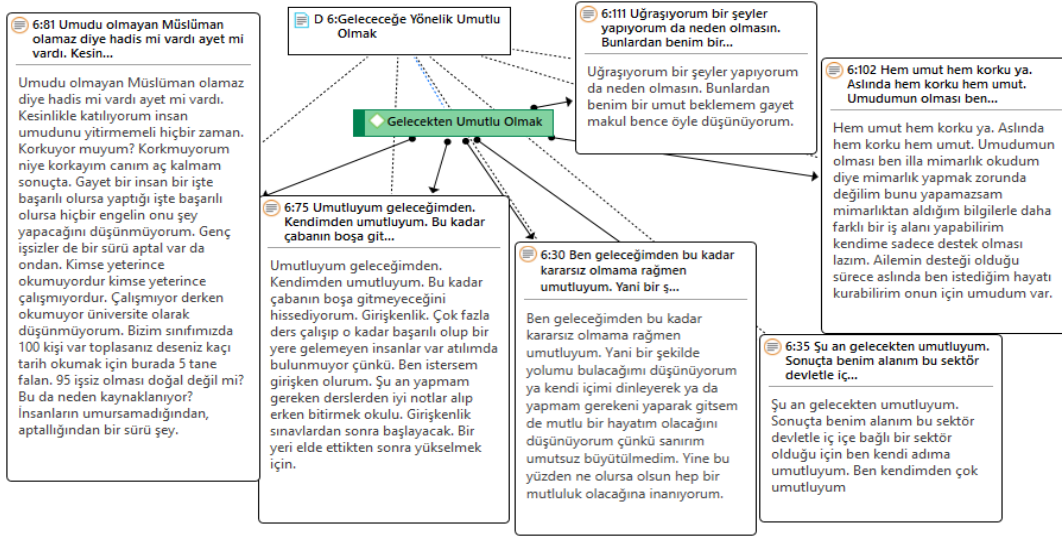 6:81 Umudu olmayan Müslüman
olamaz diye hadis mi vardı ayet mi
vardı. Kesin...
Umudu olmayan Müslüman olamaz
diye hadis mi vardı ayet mi vardı.
Kesinlikle katılıyorum insan
umudunu yitirmemeli hiçbir zaman.
Korkuyor muyum? Korkmuyorum
niye korkayım canım aç kalmam
sonuçta. Gayet bir insan bir işte
başarılı olursa yaptığı işte başarılı
olursa hiçbir engelin onu şey
yapacağını düşünmüyorum. Genç
işsizler de bir sürü aptal var da
ondan. Kimse yeterince
okumuyordur kimse yeterince
çalışmıyordur. Çalışmıyor derken
okumuyor üniversite olarak
düşünmüyorum. Bizim sınıfımızda
100 kişi var toplasanız deseniz kaçı
tarih okumak için burada 5 tane
falan. 95 işsiz olması doğal değil mi?
Bu da neden kaynaklanıyor?
İnsanların umursamadığından,
aptallığından bir sürü şey.
D 6:Gelececeğe Yönelik Umutlu
Olmak
Gelecekten Umutlu Olmak
6:111 Uğraşıyorum bir şeyler
yapıyorum da neden olmasın.
Bunlardan benim bir...
Uğraşıyorum bir şeyler yapıyorum
da neden olmasın. Bunlardan
benim bir umut beklemem gayet
makul bence öyle düşünüyorum.
6:102 Hem umut hem korku ya.
Aslında hem korku hem umut.
Umudumun olması ben...
Hem umut hem korku ya. Aslında
hem korku hem umut. Umudumun
olması ben illa mimarlık okudum
diye mimarlık yapmak zorunda
değilim bunu yapamazsam
mimarlıktan aldığım bilgilerle daha
farklı bir iş alanı yapabilirim
kendime sadece destek olması
lazım. Ailemin desteği olduğu
sürece aslında ben istediğim hayatı
kurabilirim onun için umudum var.
6:75 Umutluyum geleceğimden.
Kendimden umutluyum. Bu kadar
çabanın boşa git...
Umutluyum geleceğimden.
Kendimden umutluyum. Bu kadar
çabanın boşa gitmeyeceğini
hissediyorum. Girişkenlik. Çok fazla
ders çalışıp o kadar başarılı olup bir
yere gelemeyen insanlar var atılımda
bulunmuyor çünkü. Ben istersem
girişken olurum. Şu an yapmam
gereken derslerden iyi notlar alıp
erken bitirmek okulu. Girişkenlik
sınavlardan sonra başlayacak. Bir
yeri elde ettikten sonra yükselmek
için.
6:30 Ben geleceğimden bu kadar
kararsız olmama rağmen
umutluyum. Yani bir ş...
Ben geleceğimden bu kadar
kararsız olmama rağmen
umutluyum. Yani bir şekilde
yolumu bulacağımı düşünüyorum
ya kendi içimi dinleyerek ya da
yapmam gerekeni yaparak gitsem
de mutlu bir hayatım olacağını
düşünüyorum çünkü sanırım
umutsuz büyütülmedim. Yine bu
yüzden ne olursa olsun hep bir
mutluluk olacağına inanıyorum.
6:35 Şu an gelecekten umutluyum.
Sonuçta benim alanım bu sektör
devletle iç...
Şu an gelecekten umutluyum.
Sonuçta benim alanım bu sektör
devletle iç içe bağlı bir sektör
olduğu için ben kendi adıma
umutluyum. Ben kendimden çok
umutluyum